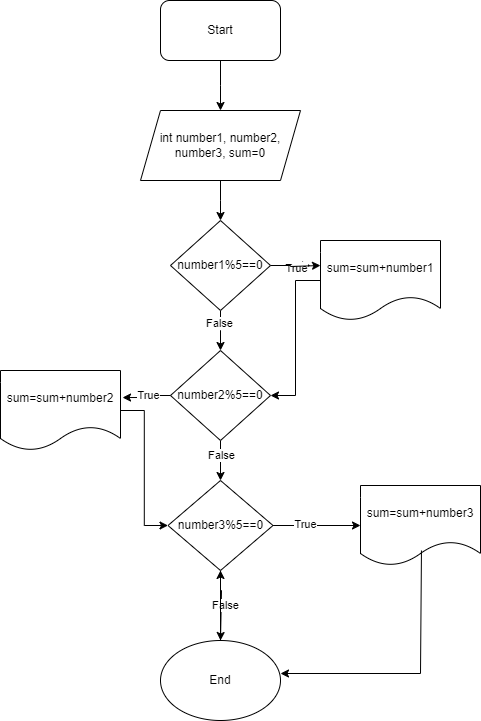 Start
int number1, number2,
number3, sum=0
number1%5==0
True
sum=sum+number1
False
sum=sum+number2
True
number2%5==0
False
number3%5==0
True
sum=sum+number3
False
End